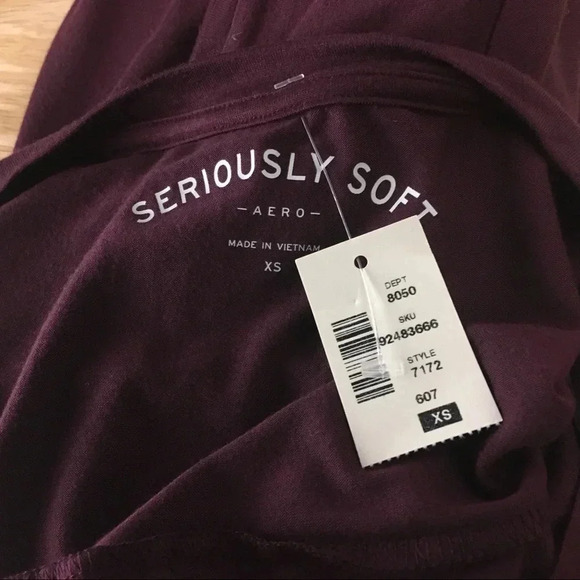 SERIOUSLY SOFT
—AERO—
MADE IN VIETNAM
XS
DEPT
8050
SKU
92483666
STYLE
7172
607
XS